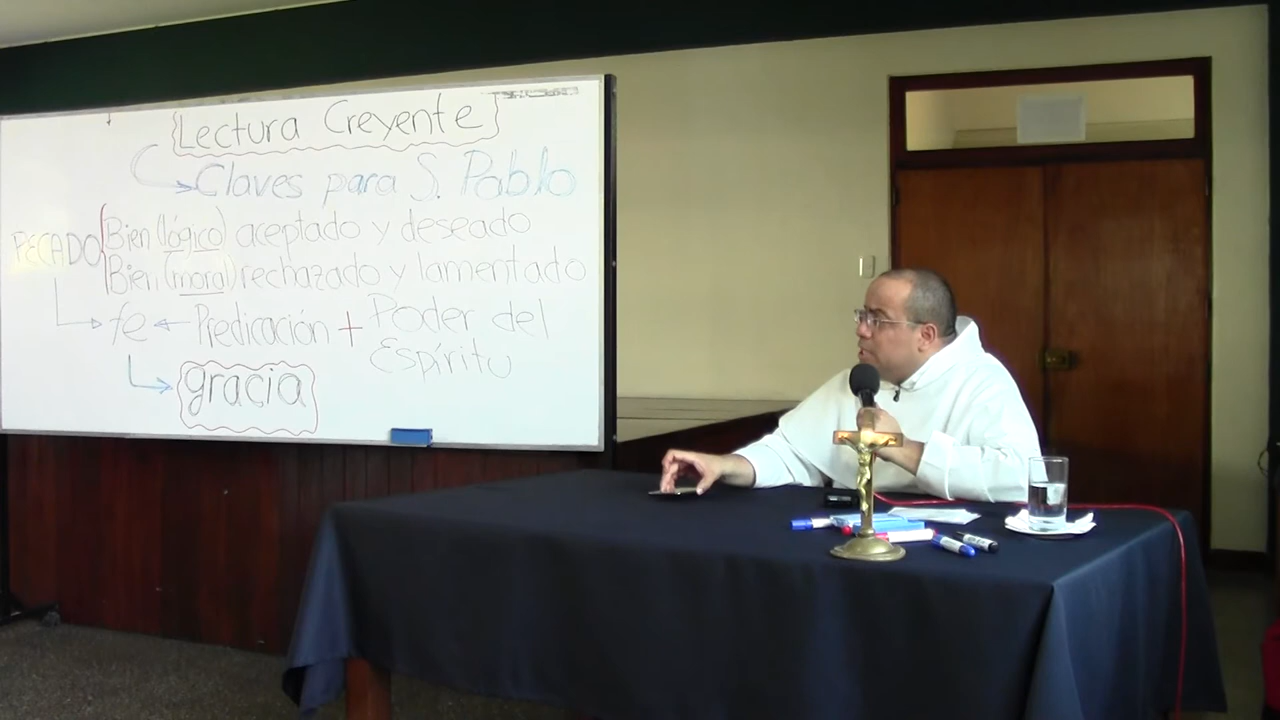 Lectura Creyente
Claves para S. Pablo
PECADO
Bien (lógico) aceptado y deseado
Bien (moral) rechazado y lamentado
fe Predicación + Poder del
Espíritu
gracia